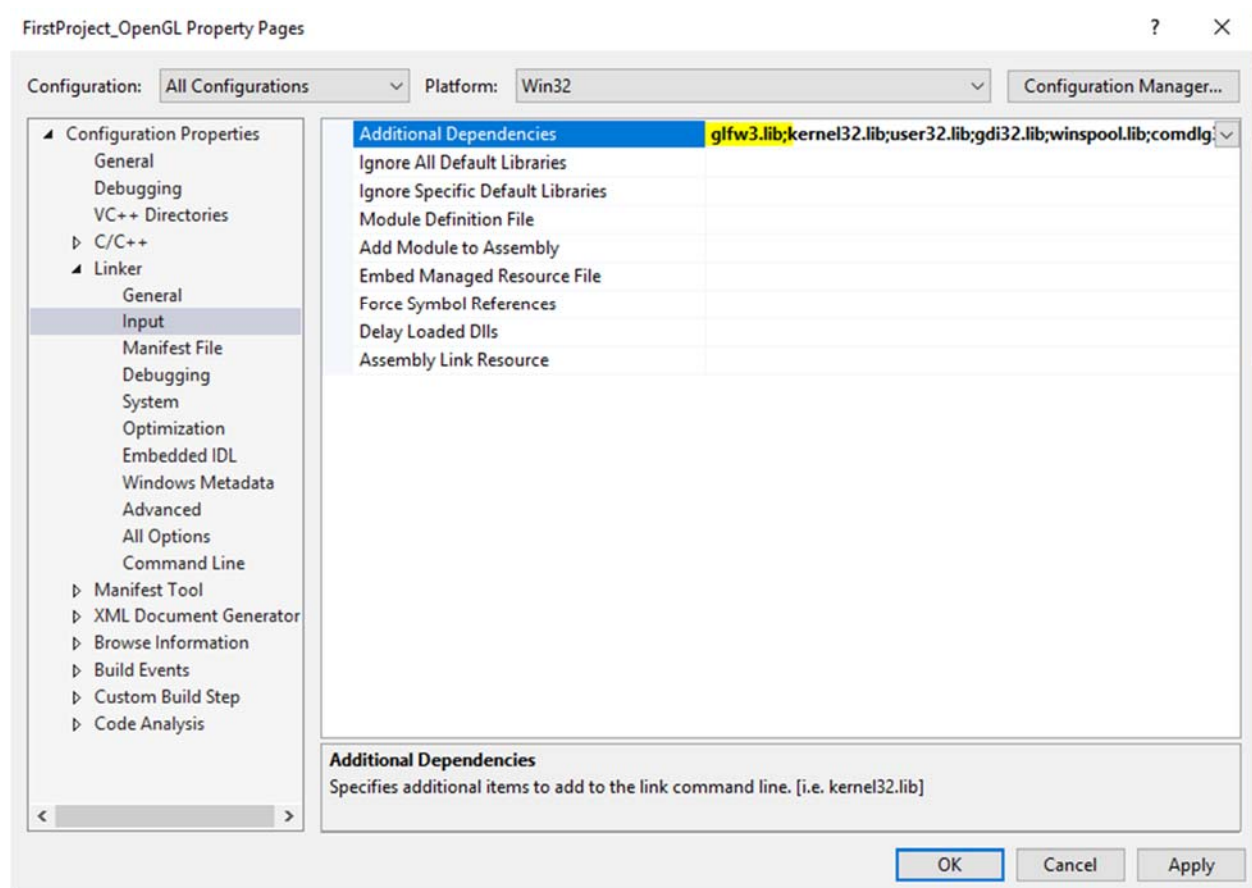 FirstProject_OpenGL Property Pages
Configuration: All Configurations Platform: Win32 Configuration Manager...
Configuration Properties
General
Debugging
VC++ Directories
C/C++
Linker
General
Input
Manifest File
Debugging
System
Optimization
Embedded IDL
Windows Metadata
Advanced
All Options
Command Line
Manifest Tool
XML Document Generator
Browse Information
Build Events
Custom Build Step
Code Analysis
Additional Dependencies glfw3.lib;kernel32.lib;user32.lib;gdi32.lib;winspool.lib;comdlg
Ignore All Default Libraries
Ignore Specific Default Libraries
Module Definition File
Add Module to Assembly
Embed Managed Resource File
Force Symbol References
Delay Loaded Dlls
Assembly Link Resource
Additional Dependencies
Specifies additional items to add to the link command line. [i.e. kernel32.lib]
OK Cancel Apply